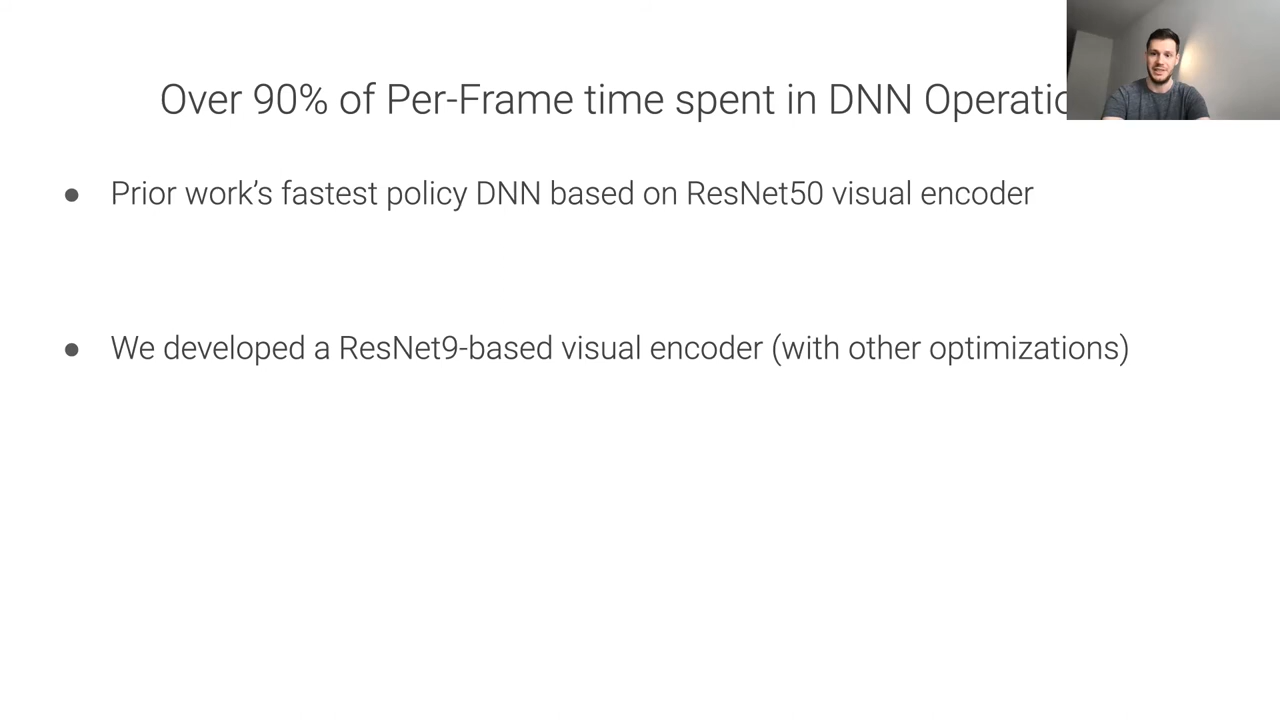 Over 90% of Per-Frame time spent in DNN
● Prior work's fastest policy DNN based on ResNet50 visual encoder
● We developed a ResNet9-based visual encoder (with other optimizations)